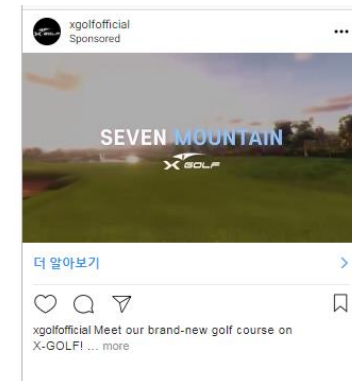 xgolfofficial
Sponsored
SEVEN MOUNTAIN
X GOLF
더 알아보기
xgolfofficial Meet our brand-new golf course on
X-GOLF! ... more